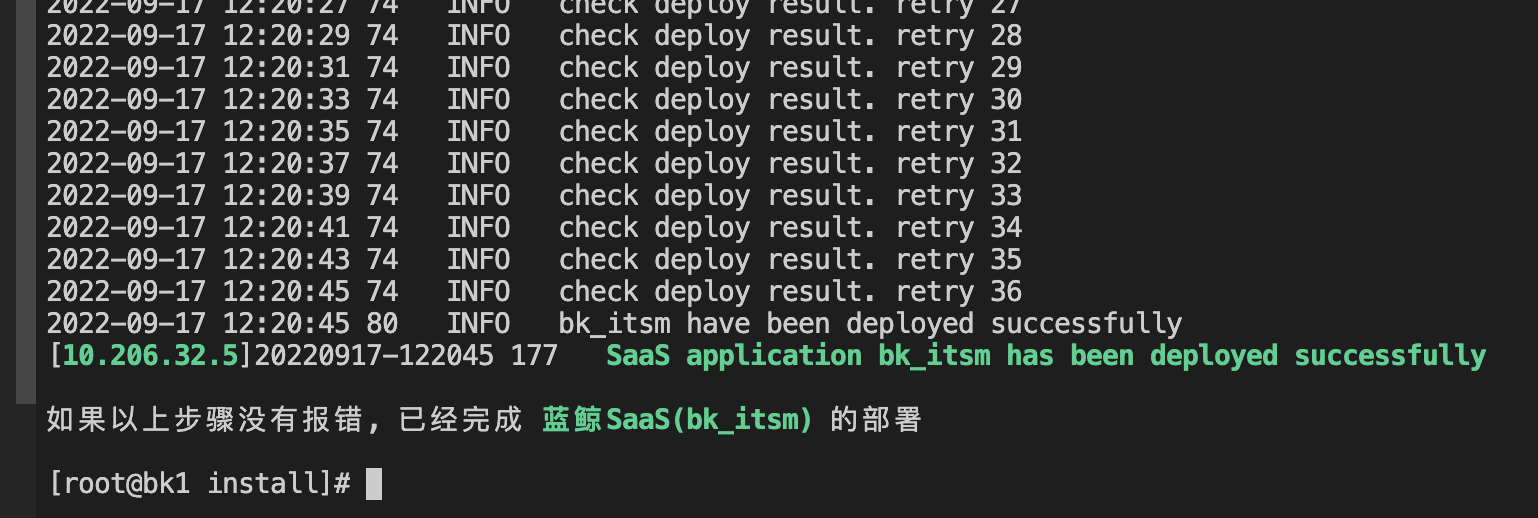 2022-09-17 12:20:27 74   INFO   check deploy result. retry 27
2022-09-17 12:20:29 74   INFO   check deploy result. retry 28
2022-09-17 12:20:31 74   INFO   check deploy result. retry 29
2022-09-17 12:20:33 74   INFO   check deploy result. retry 30
2022-09-17 12:20:35 74   INFO   check deploy result. retry 31
2022-09-17 12:20:37 74   INFO   check deploy result. retry 32
2022-09-17 12:20:39 74   INFO   check deploy result. retry 33
2022-09-17 12:20:41 74   INFO   check deploy result. retry 34
2022-09-17 12:20:43 74   INFO   check deploy result. retry 35
2022-09-17 12:20:45 74   INFO   check deploy result. retry 36
2022-09-17 12:20:45 80   INFO   bk_itsm have been deployed successfully
[10.206.32.5]20220917-122045 177   SaaS application bk_itsm has been deployed successfully
如果以上步骤没有报错, 已经完成 蓝鲸SaaS(bk_itsm) 的部署
[root@bk1 install]#